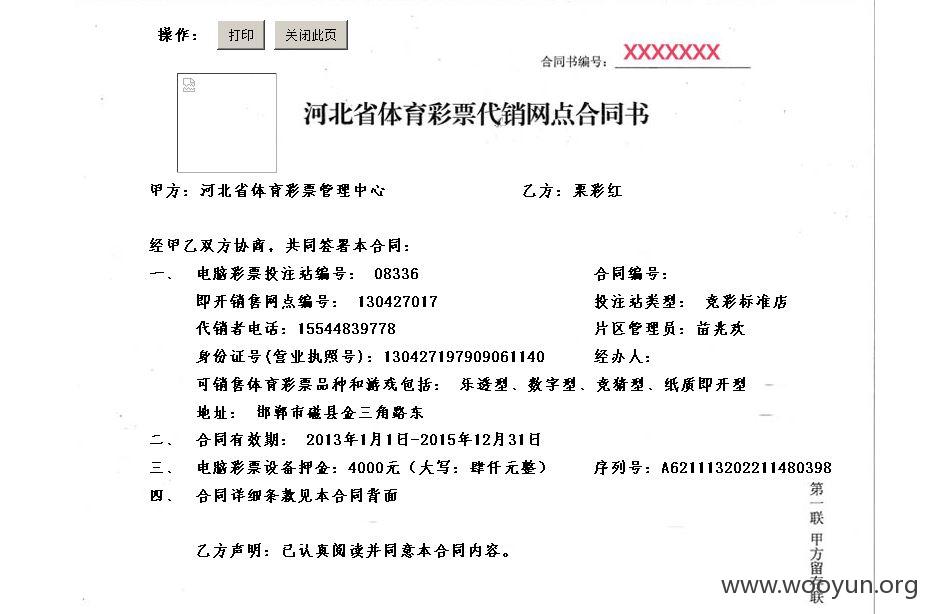 操作： 打印 关闭此页
合同书编号： XXXXXXX
河北省体育彩票代销网点合同书
甲方：河北省体育彩票管理中心 乙方：栗彩红
经甲乙双方协商，共同签署本合同：
一、 电脑彩票投注站编号： 08336 合同编号：
即开销售网点编号： 130427017 投注站类型： 竞彩标准店
代销者电话：15544839778 片区管理员：苗兆欢
身份证号(营业执照号)：130427197909061140 经办人：
可销售体育彩票品种和游戏包括： 乐透型、数字型、竞猜型、纸质即开型
地址： 邯郸市磁县金三角路东
二、 合同有效期： 2013年1月1日-2015年12月31日
三、 电脑彩票设备押金：4000元（大写：肆仟元整） 序列号：A621113202211480398
四、 合同详细条款见本合同背面
乙方声明：已认真阅读并同意本合同内容。
第一联 甲方留存联
www.wooyun.org